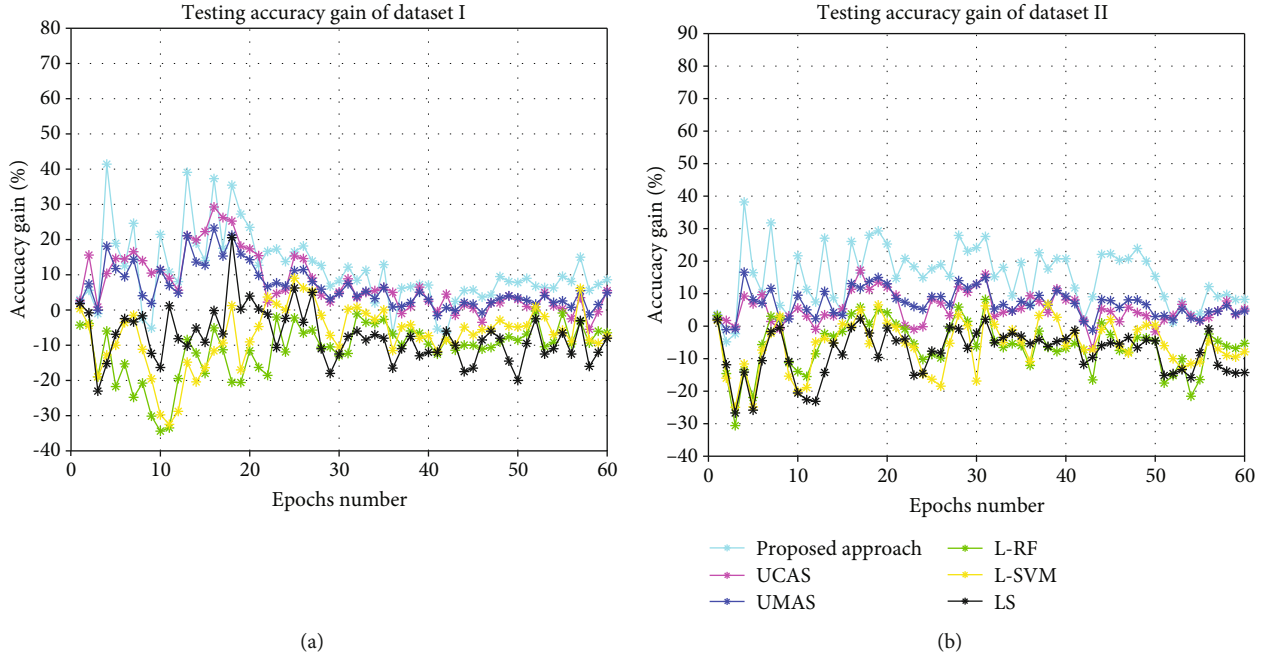 Testing accuracy gain of dataset I
80
70
60
50
40
30
20
10
0
-10
-20
-30
-40
Accucacy gain (%)
0 10 20 30 40 50 60
Epochs number
(a)
Testing accuracy gain of dataset II
90
80
70
60
50
40
30
20
10
0
-10
-20
-30
-40
Accucacy gain (%)
0 10 20 30 40 50 60
Epochs number
Proposed approach
UCAS
UMAS
L-RF
L-SVM
LS
(b)